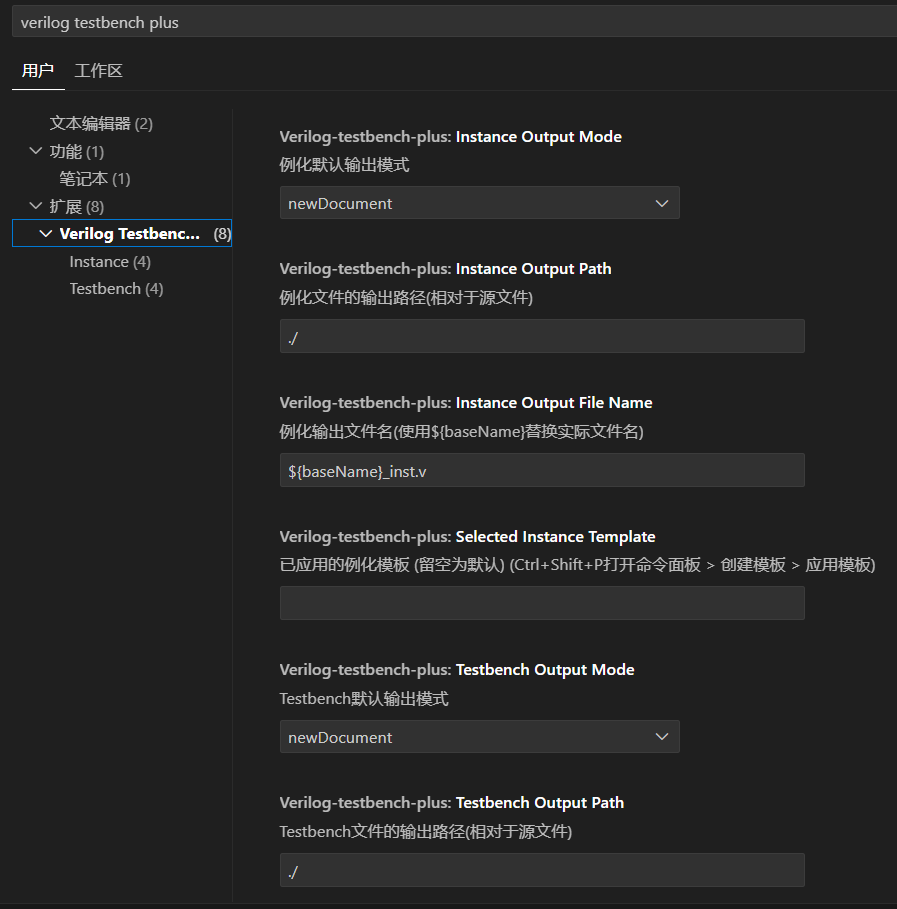 verilog testbench plus
用户 工作区
文本编辑器 (2)
功能 (1)
笔记本 (1)
扩展 (8)
Verilog Testbenc... (8)
Instance (4)
Testbench (4)
Verilog-testbench-plus: Instance Output Mode
例化默认输出模式
newDocument
Verilog-testbench-plus: Instance Output Path
例化文件的输出路径(相对于源文件)
./
Verilog-testbench-plus: Instance Output File Name
例化输出文件名(使用${baseName}替换实际文件名)
${baseName}_inst.v
Verilog-testbench-plus: Selected Instance Template
已应用的例化模板 (留空为默认) (Ctrl+Shift+P打开命令面板 > 创建模板 > 应用模板)
Verilog-testbench-plus: Testbench Output Mode
Testbench默认输出模式
newDocument
Verilog-testbench-plus: Testbench Output Path
Testbench文件的输出路径(相对于源文件)
./